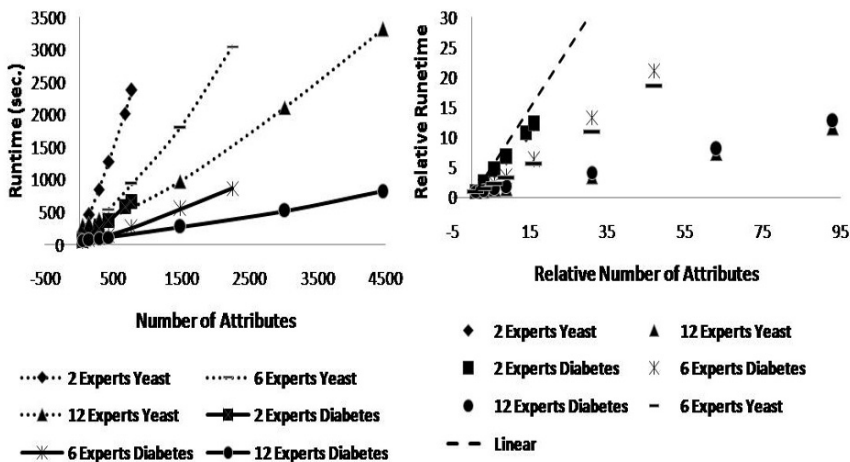 3500
3000
2500
2000
1500
1000
500
0
Runtime (sec.)
-500 500 1500 2500 3500 4500
Number of Attributes
2 Experts Yeast 6 Experts Yeast
12 Experts Yeast 2 Experts Diabetes
6 Experts Diabetes 12 Experts Diabetes
30
25
20
15
10
5
0
Relative Runetime
-5 15 35 55 75 95
Relative Number of Attributes
2 Experts Yeast 12 Experts Yeast
2 Experts Diabetes 6 Experts Diabetes
12 Experts Diabetes 6 Experts Yeast
Linear